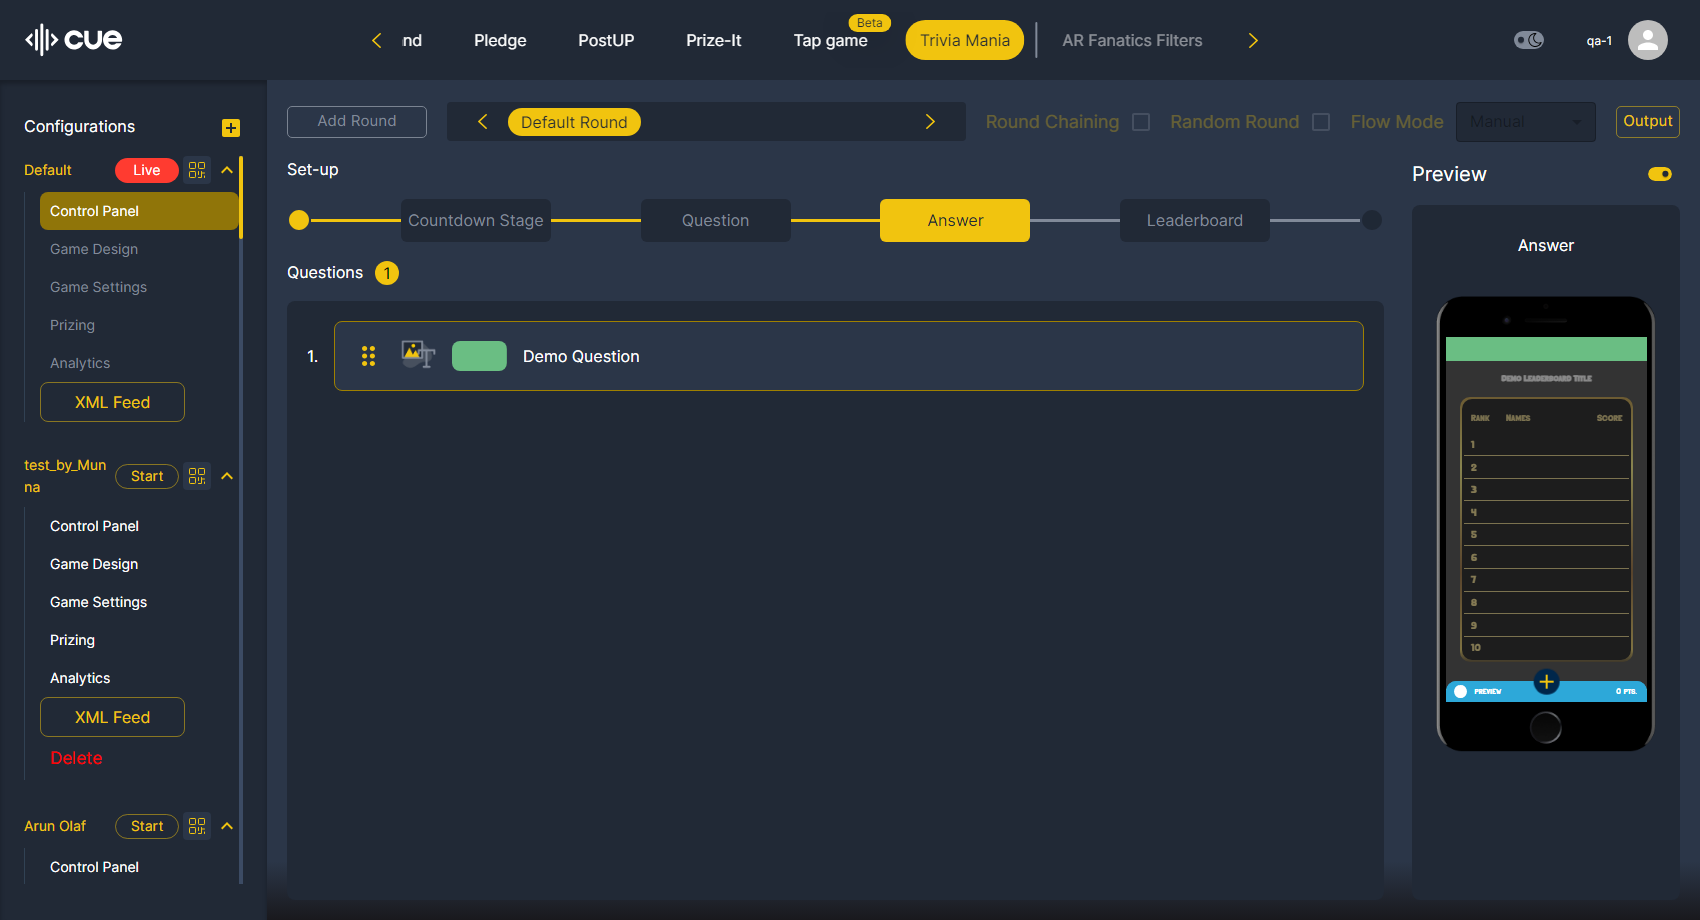 cue
nd
Pledge
PostUP
Prize-It
Tap game
Beta
Trivia Mania
AR Fanatics Filters
qa-1
Configurations
Default
Live
Control Panel
Game Design
Game Settings
Prizing
Analytics
XML Feed
test_by_Mun
na
Start
Control Panel
Game Design
Game Settings
Prizing
Analytics
XML Feed
Delete
Arun Olaf
Start
Control Panel
Add Round
Default Round
Round Chaining
Random Round
Flow Mode
Manual
Output
Set-up
Countdown Stage
Question
Answer
Leaderboard
Questions 1
1. Demo Question
Preview
Answer
Demo Leaderboard Title
Rank Names Score
1
2
3
4
5
6
7
8
9
10
PREVIEW 0 PTS.